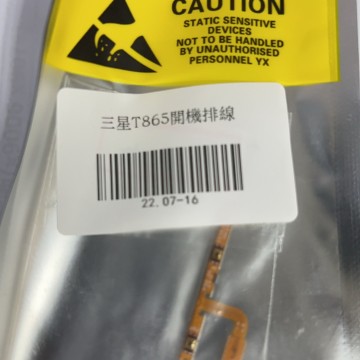 CAUTION
STATIC SENSITIVE
DEVICES
NOT TO BE HANDLED
BY UNAUTHORISED
PERSONNEL YX
三星T865開機排線
22.07-16